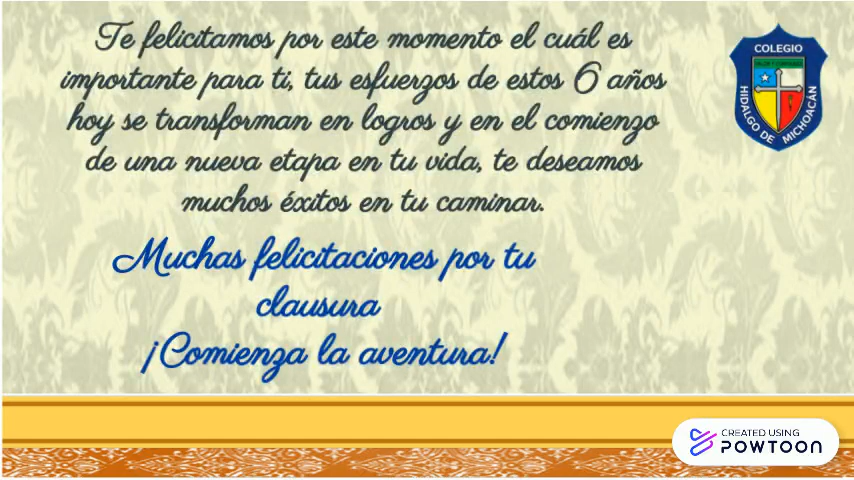 Te felicitamos por este momento el cuál es
importante para ti, tus esfuerzos de estos 6 años
hoy se transforman en logros y en el comienzo
de una nueva etapa en tu vida, te deseamos
muchos éxitos en tu caminar.
Muchas felicitaciones por tu
clausura
¡Comienza la aventura!
COLEGIO
HIDALGO DE MICHOACÁN
CREATED USING
POWTOON